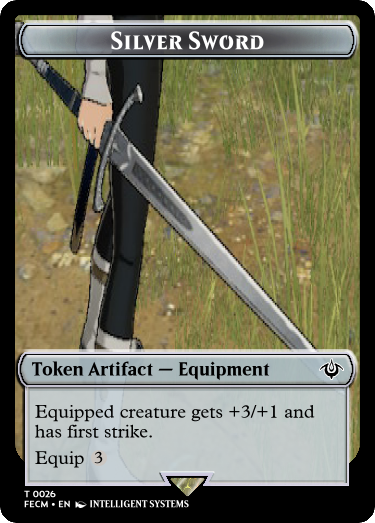 Silver Sword
Token Artifact — Equipment
Equipped creature gets +3/+1 and
has first strike.
Equip 3
T 0026
FECM • EN INTELLIGENT SYSTEMS